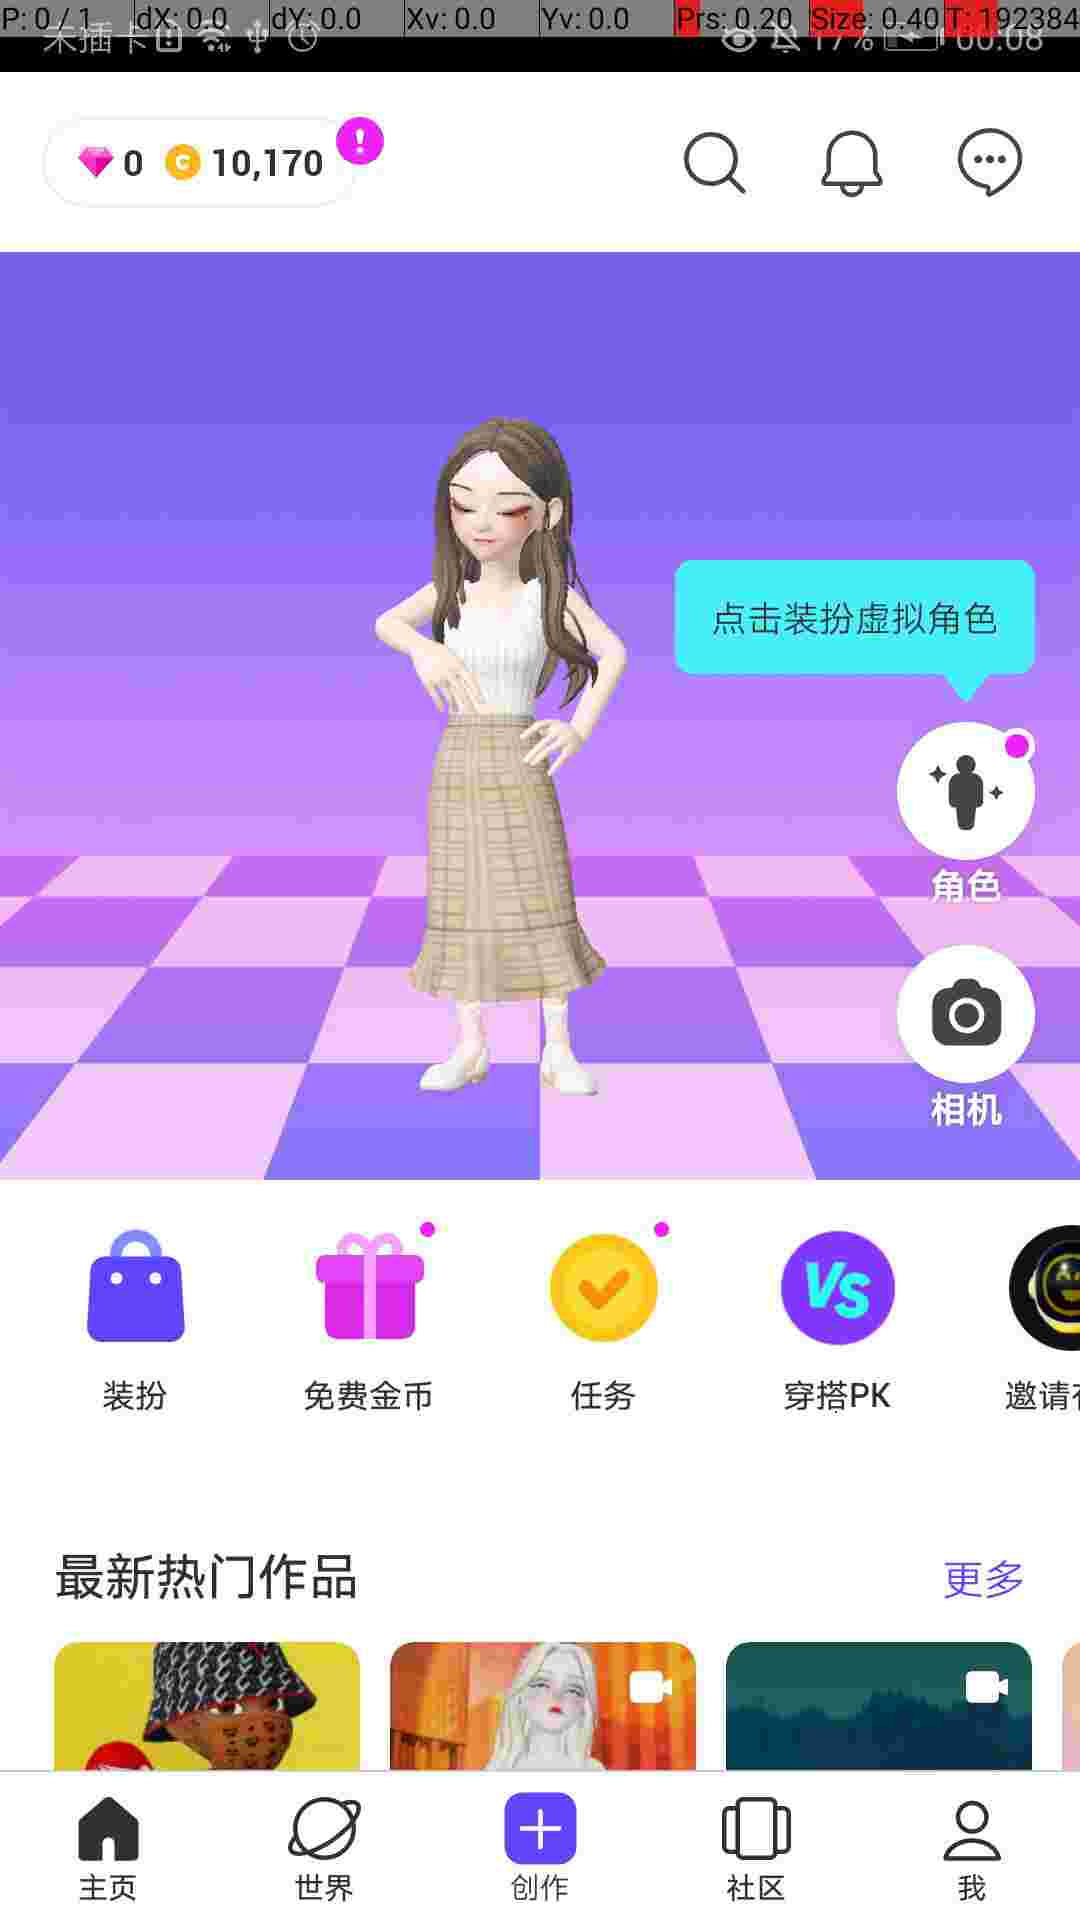 P: 0 / 1 dX: 0.0 dY: 0.0 Xv: 0.0 Yv: 0.0 Prs: 0.20 Size: 0.40 T: 192384
未插卡 17% 00:08
0 C 10,170
点击装扮虚拟角色
角色
相机
VS
装扮 免费金币 任务 穿搭PK 邀请
最新热门作品 更多
主页 世界 创作 社区 我